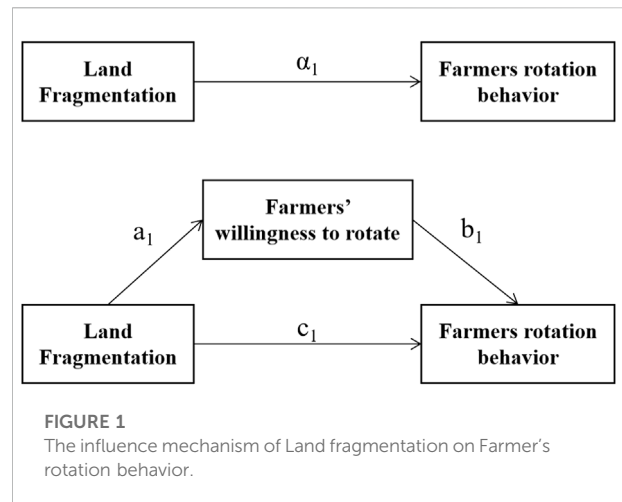 Land
Fragmentation
α1
Farmers rotation
behavior
Farmers'
willingness to rotate
a1
b1
Land
Fragmentation
c1
Farmers rotation
behavior
FIGURE 1
The influence mechanism of Land fragmentation on Farmer's
rotation behavior.